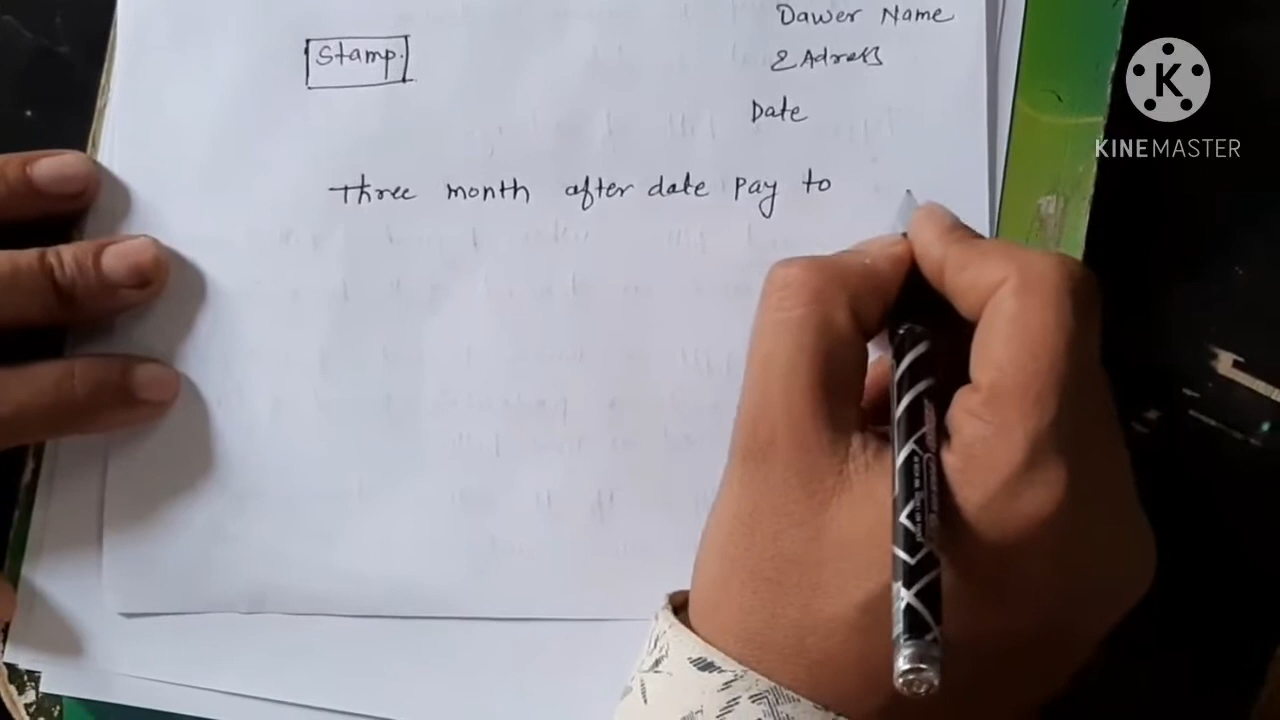 Dawer Name
Stamp.
& Adress
Date
Three month after date pay to
K
KINEMASTER